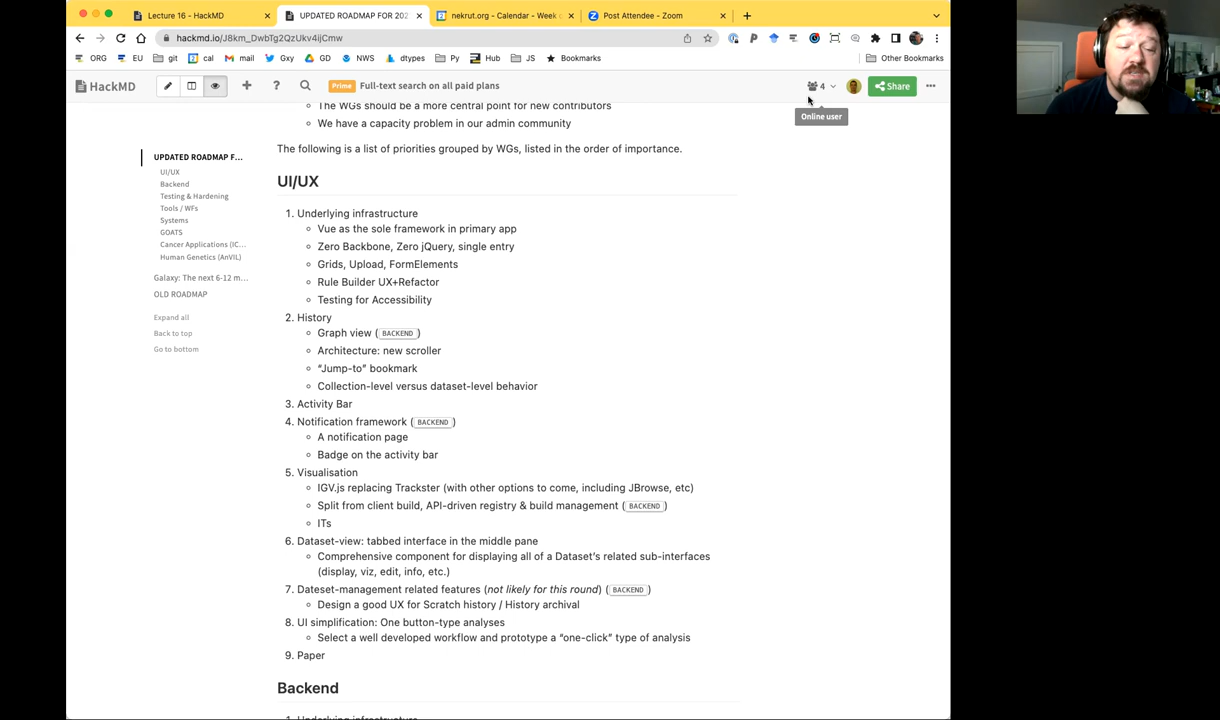 Lecture 16 - HackMD
UPDATED ROADMAP FOR 202
nekrut.org - Calendar - Week o
Post Attendee - Zoom
hackmd.io/J8km_DwbTg2QzUkv4ijCmw
ORG
EU
git
cal
mail
Gxy
GD
NWS
dtypes
Py
Hub
JS
Bookmarks
Other Bookmarks
HackMD
Prime
Full-text search on all paid plans
4
Share
Online user
The WGs should be a more central point for new contributors
We have a capacity problem in our admin community
The following is a list of priorities grouped by WGs, listed in the order of importance.
UPDATED ROADMAP F...
UI/UX
Backend
Testing & Hardening
Tools / WFs
Systems
GOATS
Cancer Applications (IC...
Human Genetics (AnVIL)
Galaxy: The next 6-12 m...
OLD ROADMAP
Expand all
Back to top
Go to bottom
UI/UX
1. Underlying infrastructure
Vue as the sole framework in primary app
Zero Backbone, Zero jQuery, single entry
Grids, Upload, FormElements
Rule Builder UX+Refactor
Testing for Accessibility
2. History
Graph view (BACKEND)
Architecture: new scroller
“Jump-to” bookmark
Collection-level versus dataset-level behavior
3. Activity Bar
4. Notification framework (BACKEND)
A notification page
Badge on the activity bar
5. Visualisation
IGV.js replacing Trackster (with other options to come, including JBrowse, etc)
Split from client build, API-driven registry & build management (BACKEND)
ITs
6. Dataset-view: tabbed interface in the middle pane
Comprehensive component for displaying all of a Dataset’s related sub-interfaces
(display, viz, edit, info, etc.)
7. Dateset-management related features (not likely for this round) (BACKEND)
Design a good UX for Scratch history / History archival
8. UI simplification: One button-type analyses
Select a well developed workflow and prototype a “one-click” type of analysis
9. Paper
Backend
1. Underlying infrastructure